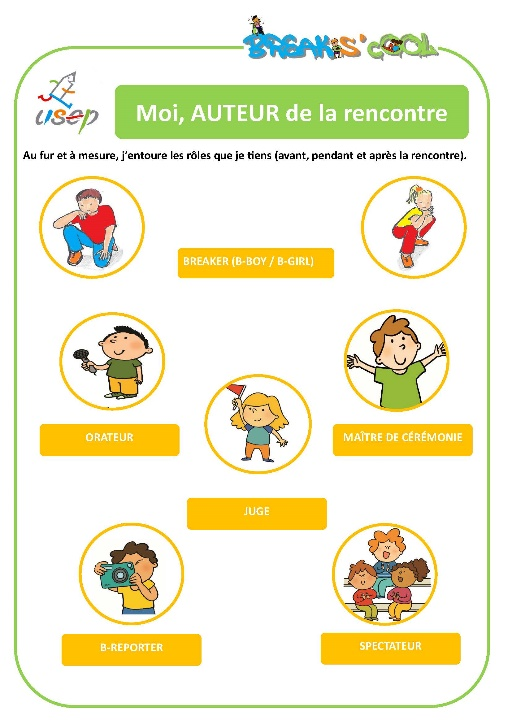 BREAK IS' COOL
usep
Moi, AUTEUR de la rencontre
Au fur et à mesure, j'entoure les rôles que je tiens (avant, pendant et après la rencontre).
BREAKER (B-BOY / B-GIRL)
ORATEUR
MAÎTRE DE CÉRÉMONIE
JUGE
B-REPORTER
SPECTATEUR